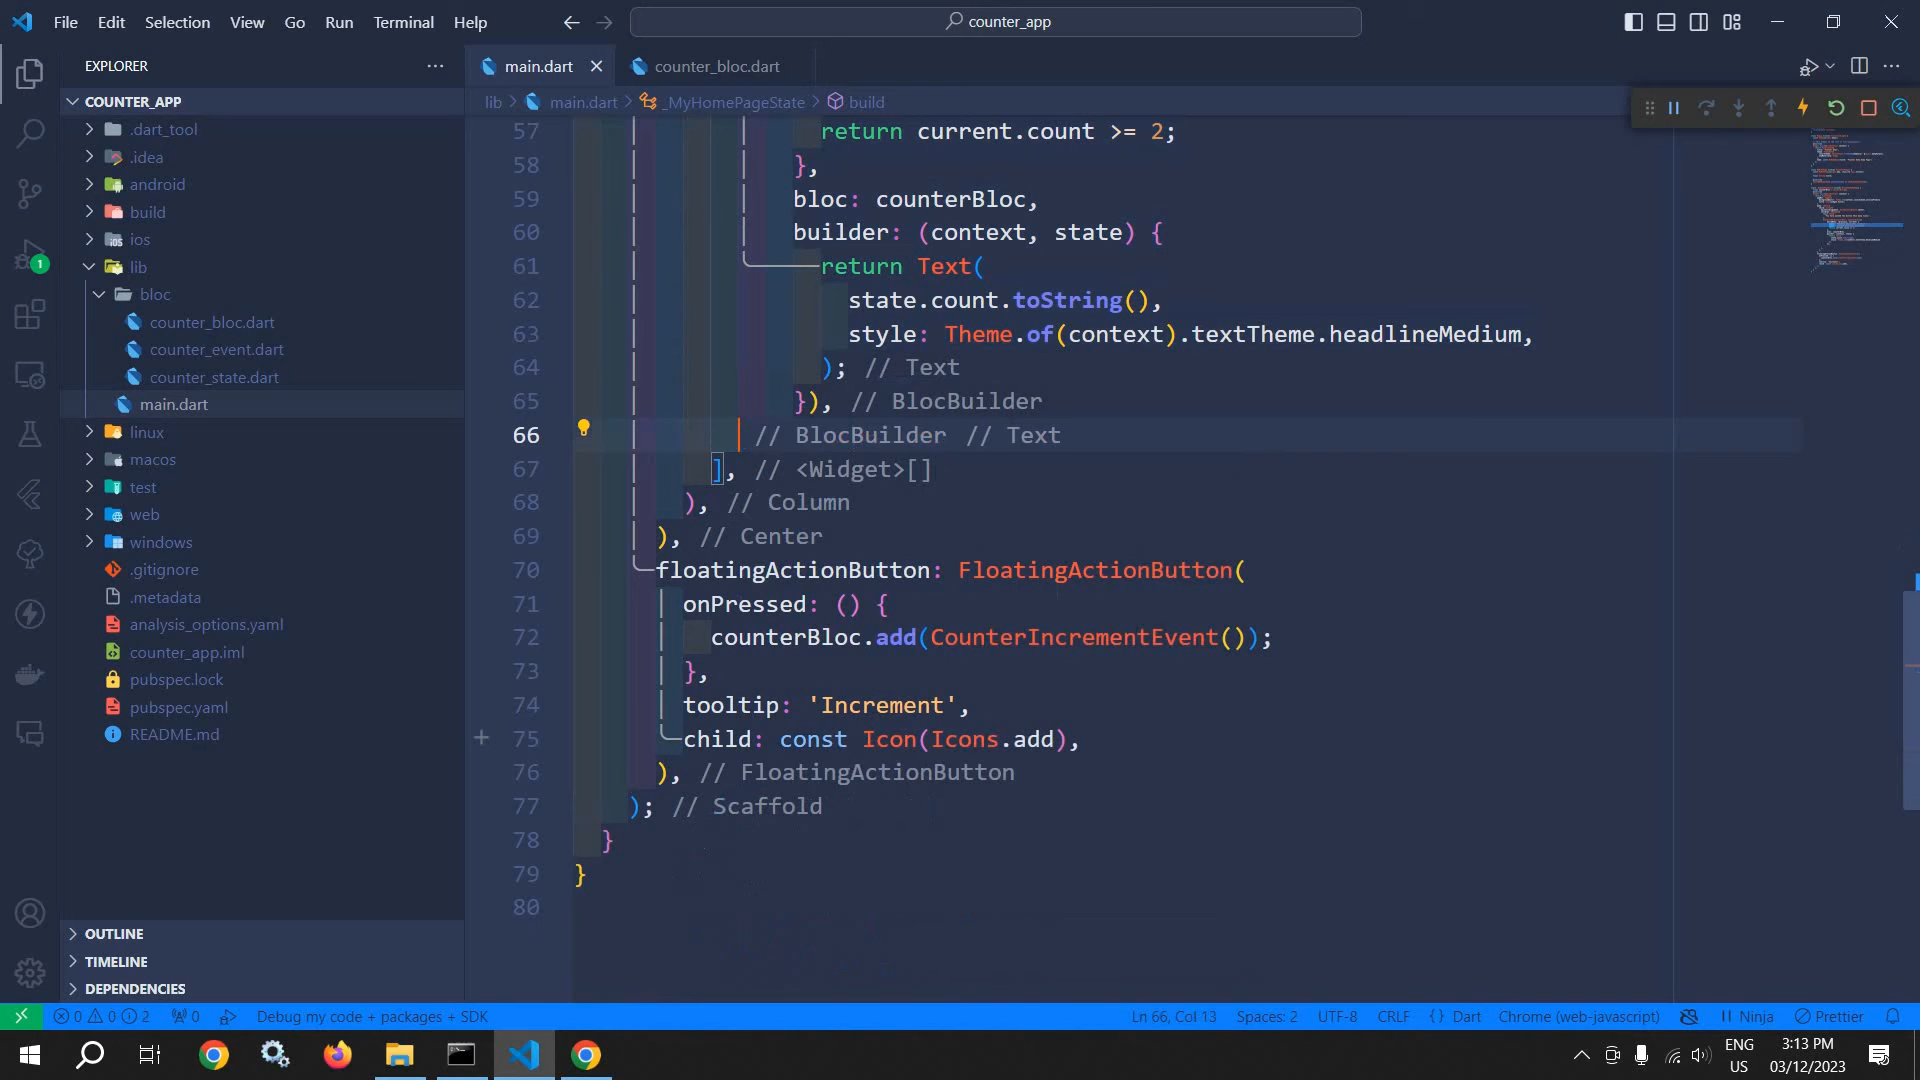 File Edit Selection View Go Run Terminal Help
counter_app
EXPLORER
COUNTER_APP
.dart_tool
.idea
android
build
ios
lib
bloc
counter_bloc.dart
counter_event.dart
counter_state.dart
main.dart
linux
macos
test
web
windows
.gitignore
.metadata
analysis_options.yaml
counter_app.iml
pubspec.lock
pubspec.yaml
README.md
OUTLINE
TIMELINE
DEPENDENCIES
1
main.dart counter_bloc.dart
lib > main.dart > _MyHomePageState > build
57 return current.count >= 2;
58 },
59 bloc: counterBloc,
60 builder: (context, state) {
61 return Text(
62 state.count.toString(),
63 style: Theme.of(context).textTheme.headlineMedium,
64 ); // Text
65 }), // BlocBuilder
66 // BlocBuilder // Text
67 ], // <Widget>[]
68 ), // Column
69 ), // Center
70 floatingActionButton: FloatingActionButton(
71 onPressed: () {
72 counterBloc.add(CounterIncrementEvent());
73 },
74 tooltip: 'Increment',
75 child: const Icon(Icons.add),
76 ), // FloatingActionButton
77 ); // Scaffold
78 }
79 }
80
0 0 2 0 Debug my code + packages + SDK Ln 66, Col 13 Spaces: 2 UTF-8 CRLF {} Dart Chrome (web-javascript) Ninja Prettier
ENG
US
3:13 PM
03/12/2023